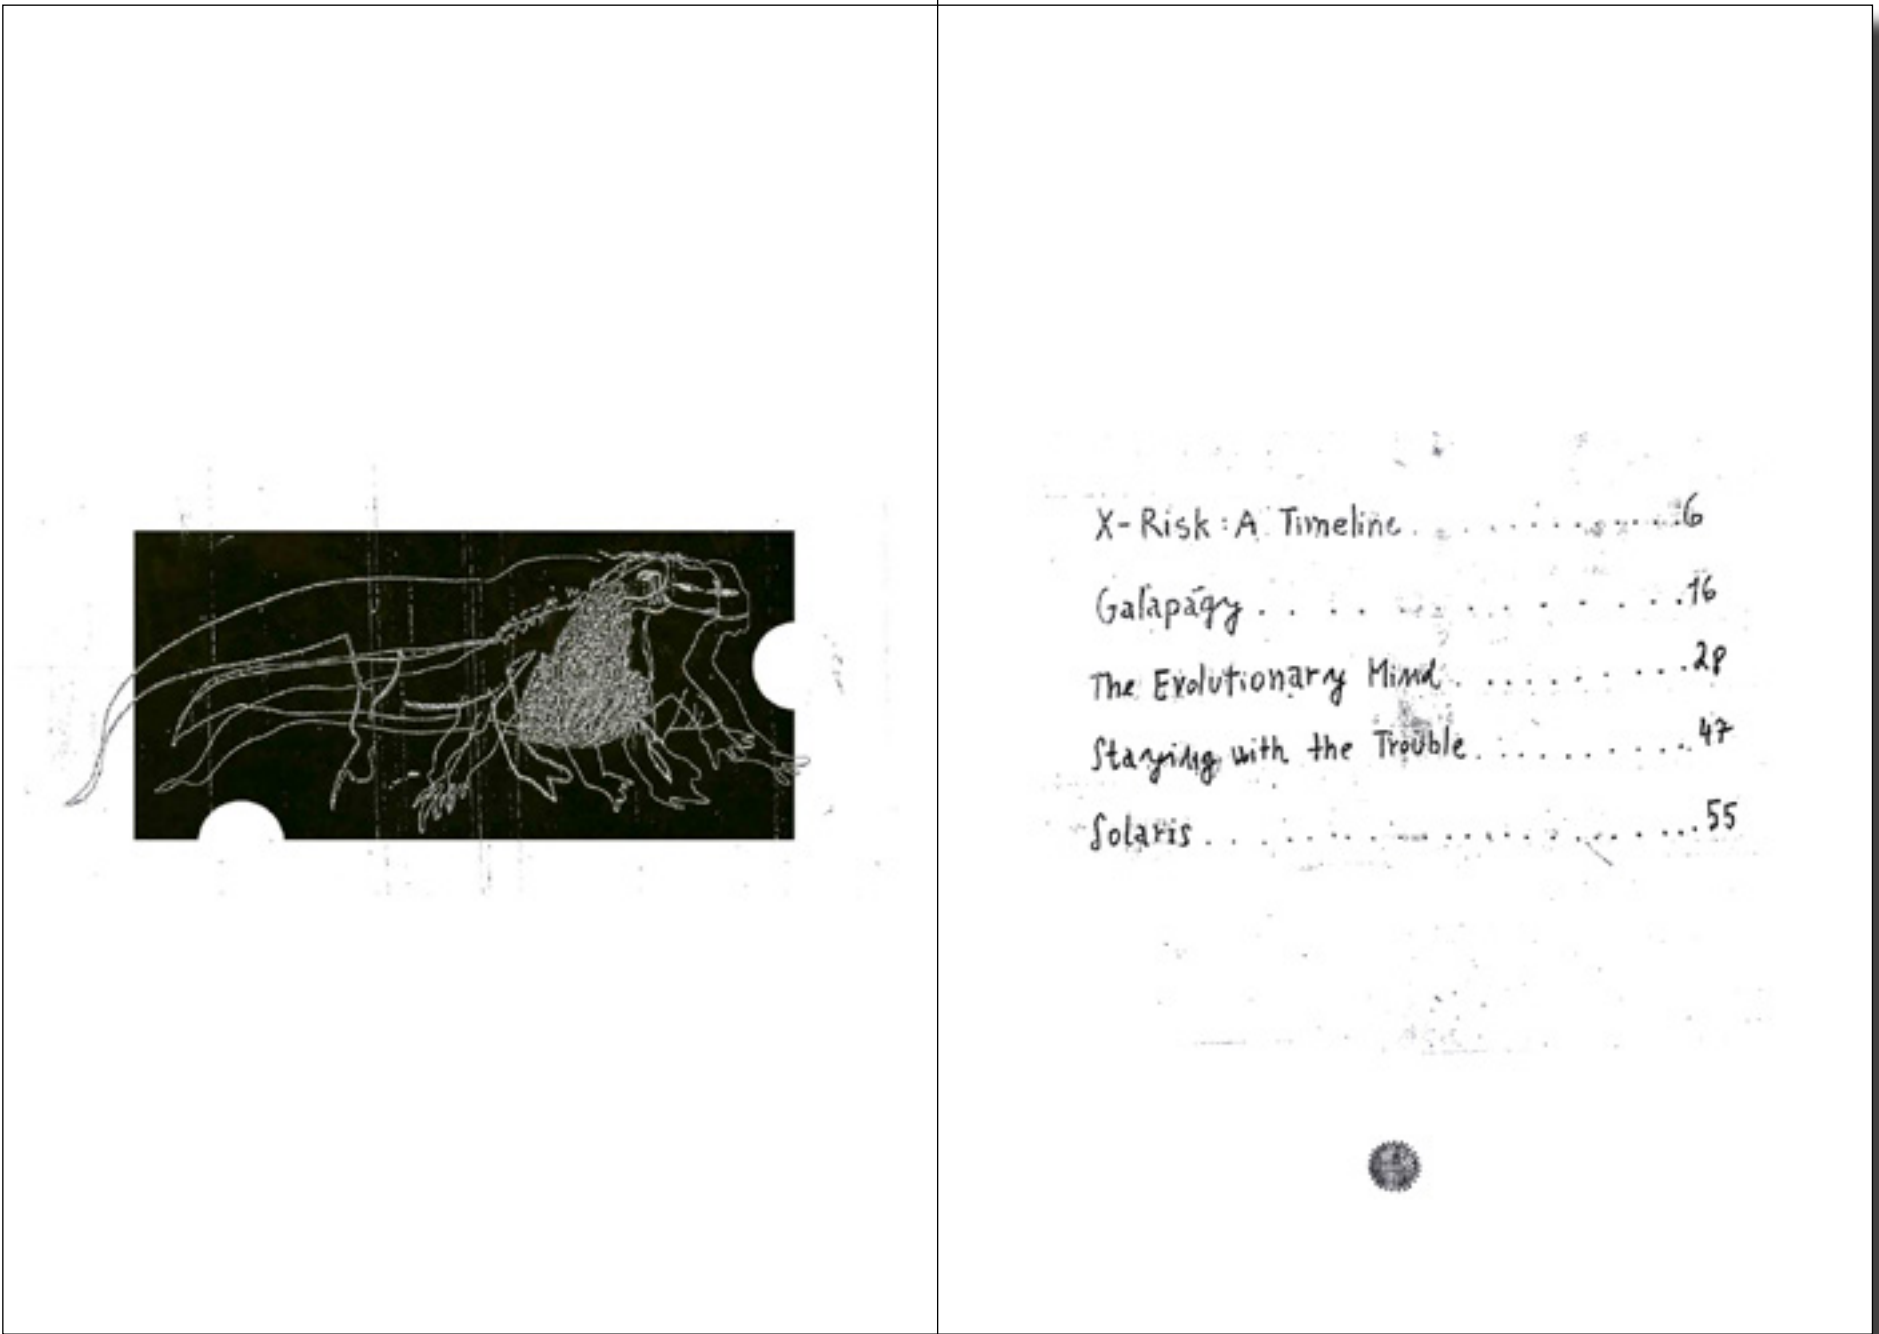 X-Risk: A Timeline . . . . . . . . . . . . 6
Galapágy . . . . . . . . . . . . 16
The Evolutionary Mind . . . . . . . . . 28
Staying with the Trouble . . . . . . . . . . 47
Solaris . . . . . . . . . . . . . . . . . . 55